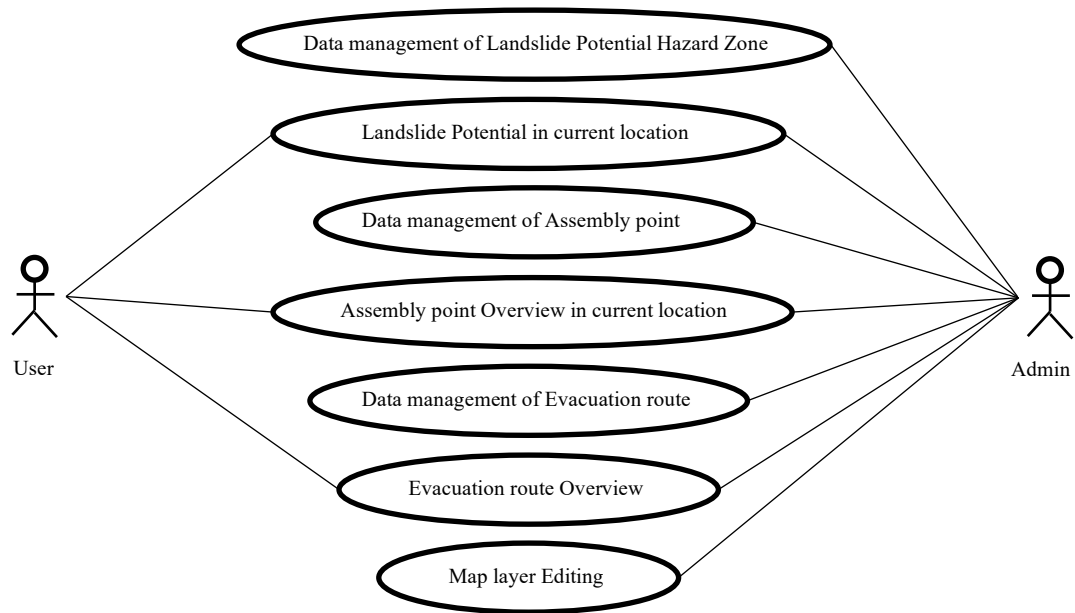 Data management of Landslide Potential Hazard Zone
Landslide Potential in current location
Data management of Assembly point
Assembly point Overview in current location
User
Admin
Data management of Evacuation route
Evacuation route Overview
Map layer Editing